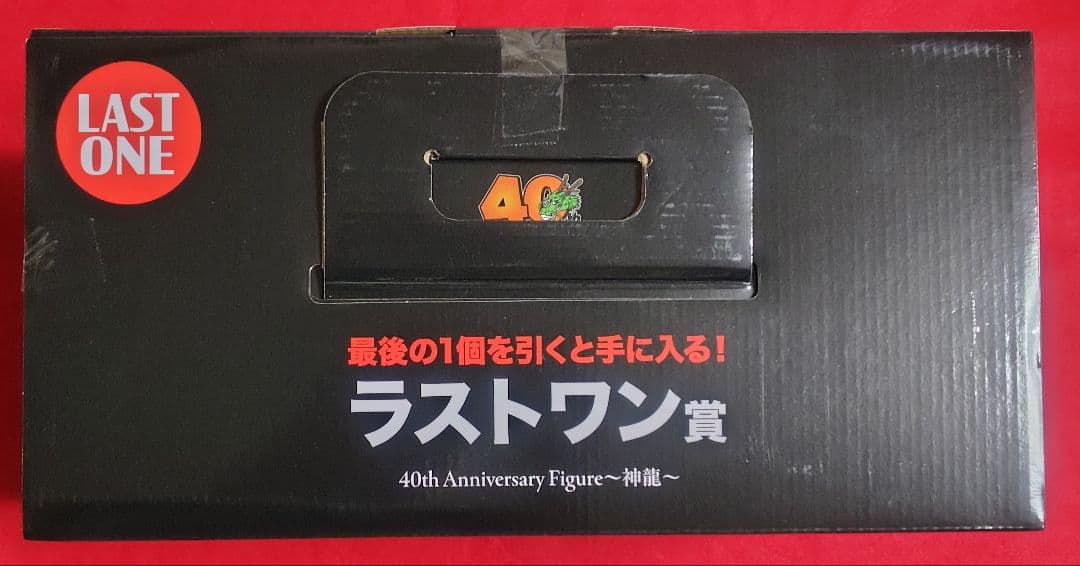 LAST
ONE
40
最後の1個を引くと手に入る!
ラストワン賞
40th Anniversary Figure～神龍～